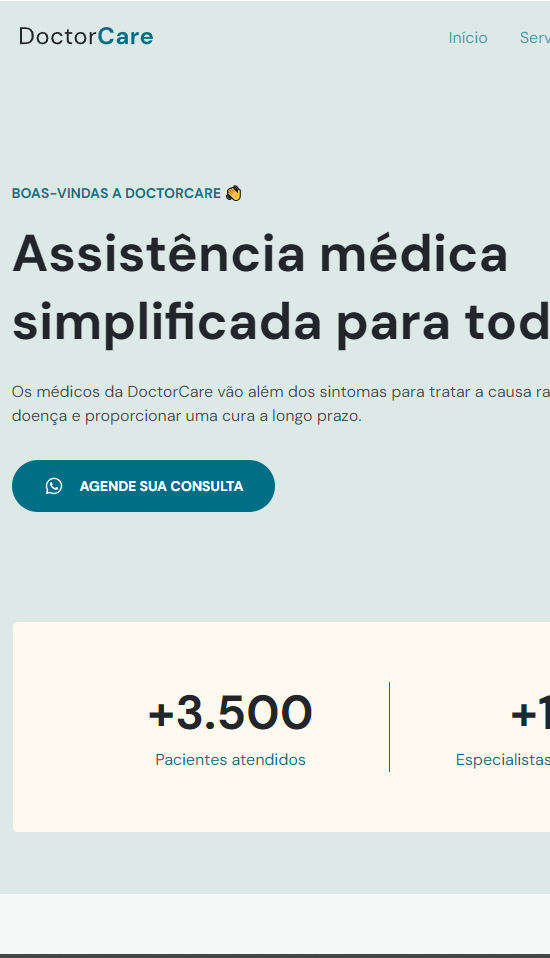 DoctorCare
Início Serv
BOAS-VINDAS A DOCTORCARE 👋
Assistência médica
simplificada para tod
Os médicos da DoctorCare vão além dos sintomas para tratar a causa ra
doença e proporcionar uma cura a longo prazo.
AGENDE SUA CONSULTA
+3.500
+1
Pacientes atendidos
Especialistas